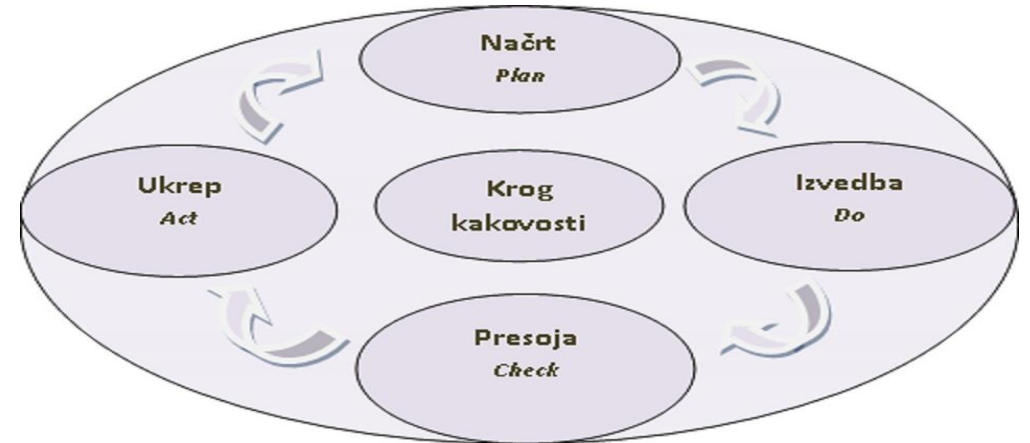 Načrt
Plan
Ukrep
Act
Krog
kakovosti
Izvedba
Do
Presoja
Check